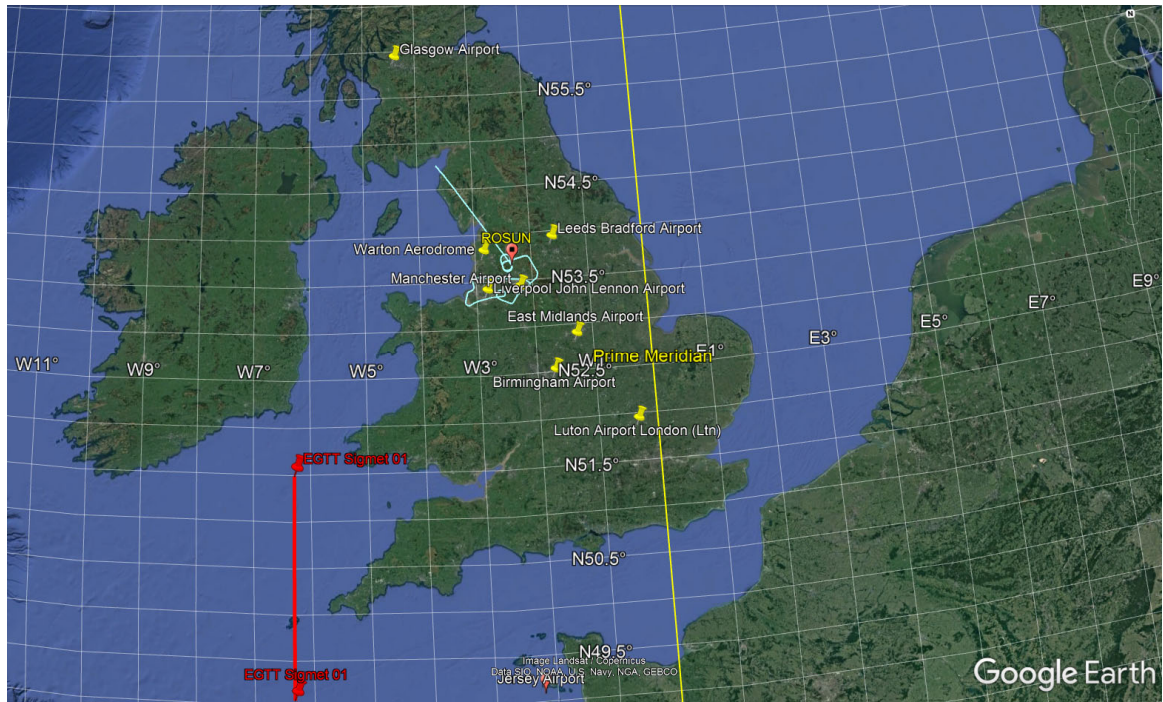 N
Glasgow Airport
N55.5°
N54.5°
Leeds Bradford Airport
ROSUN
Warton Aerodrome
N53.5°
Manchester Airport
Liverpool John Lennon Airport
E9°
E7°
East Midlands Airport
E5°
E3°
W11°
W9°
W7°
W5°
W3°
W1°
Prime Meridian
E1°
N52.5°
Birmingham Airport
Luton Airport London (Ltn)
EGTT Sigmet 01
N51.5°
N50.5°
N49.5°
Image Landsat / Copernicus
Data SIO, NOAA, U.S. Navy, NGA, GEBCO
EGTT Sigmet 01
Jersey Airport
Google Earth